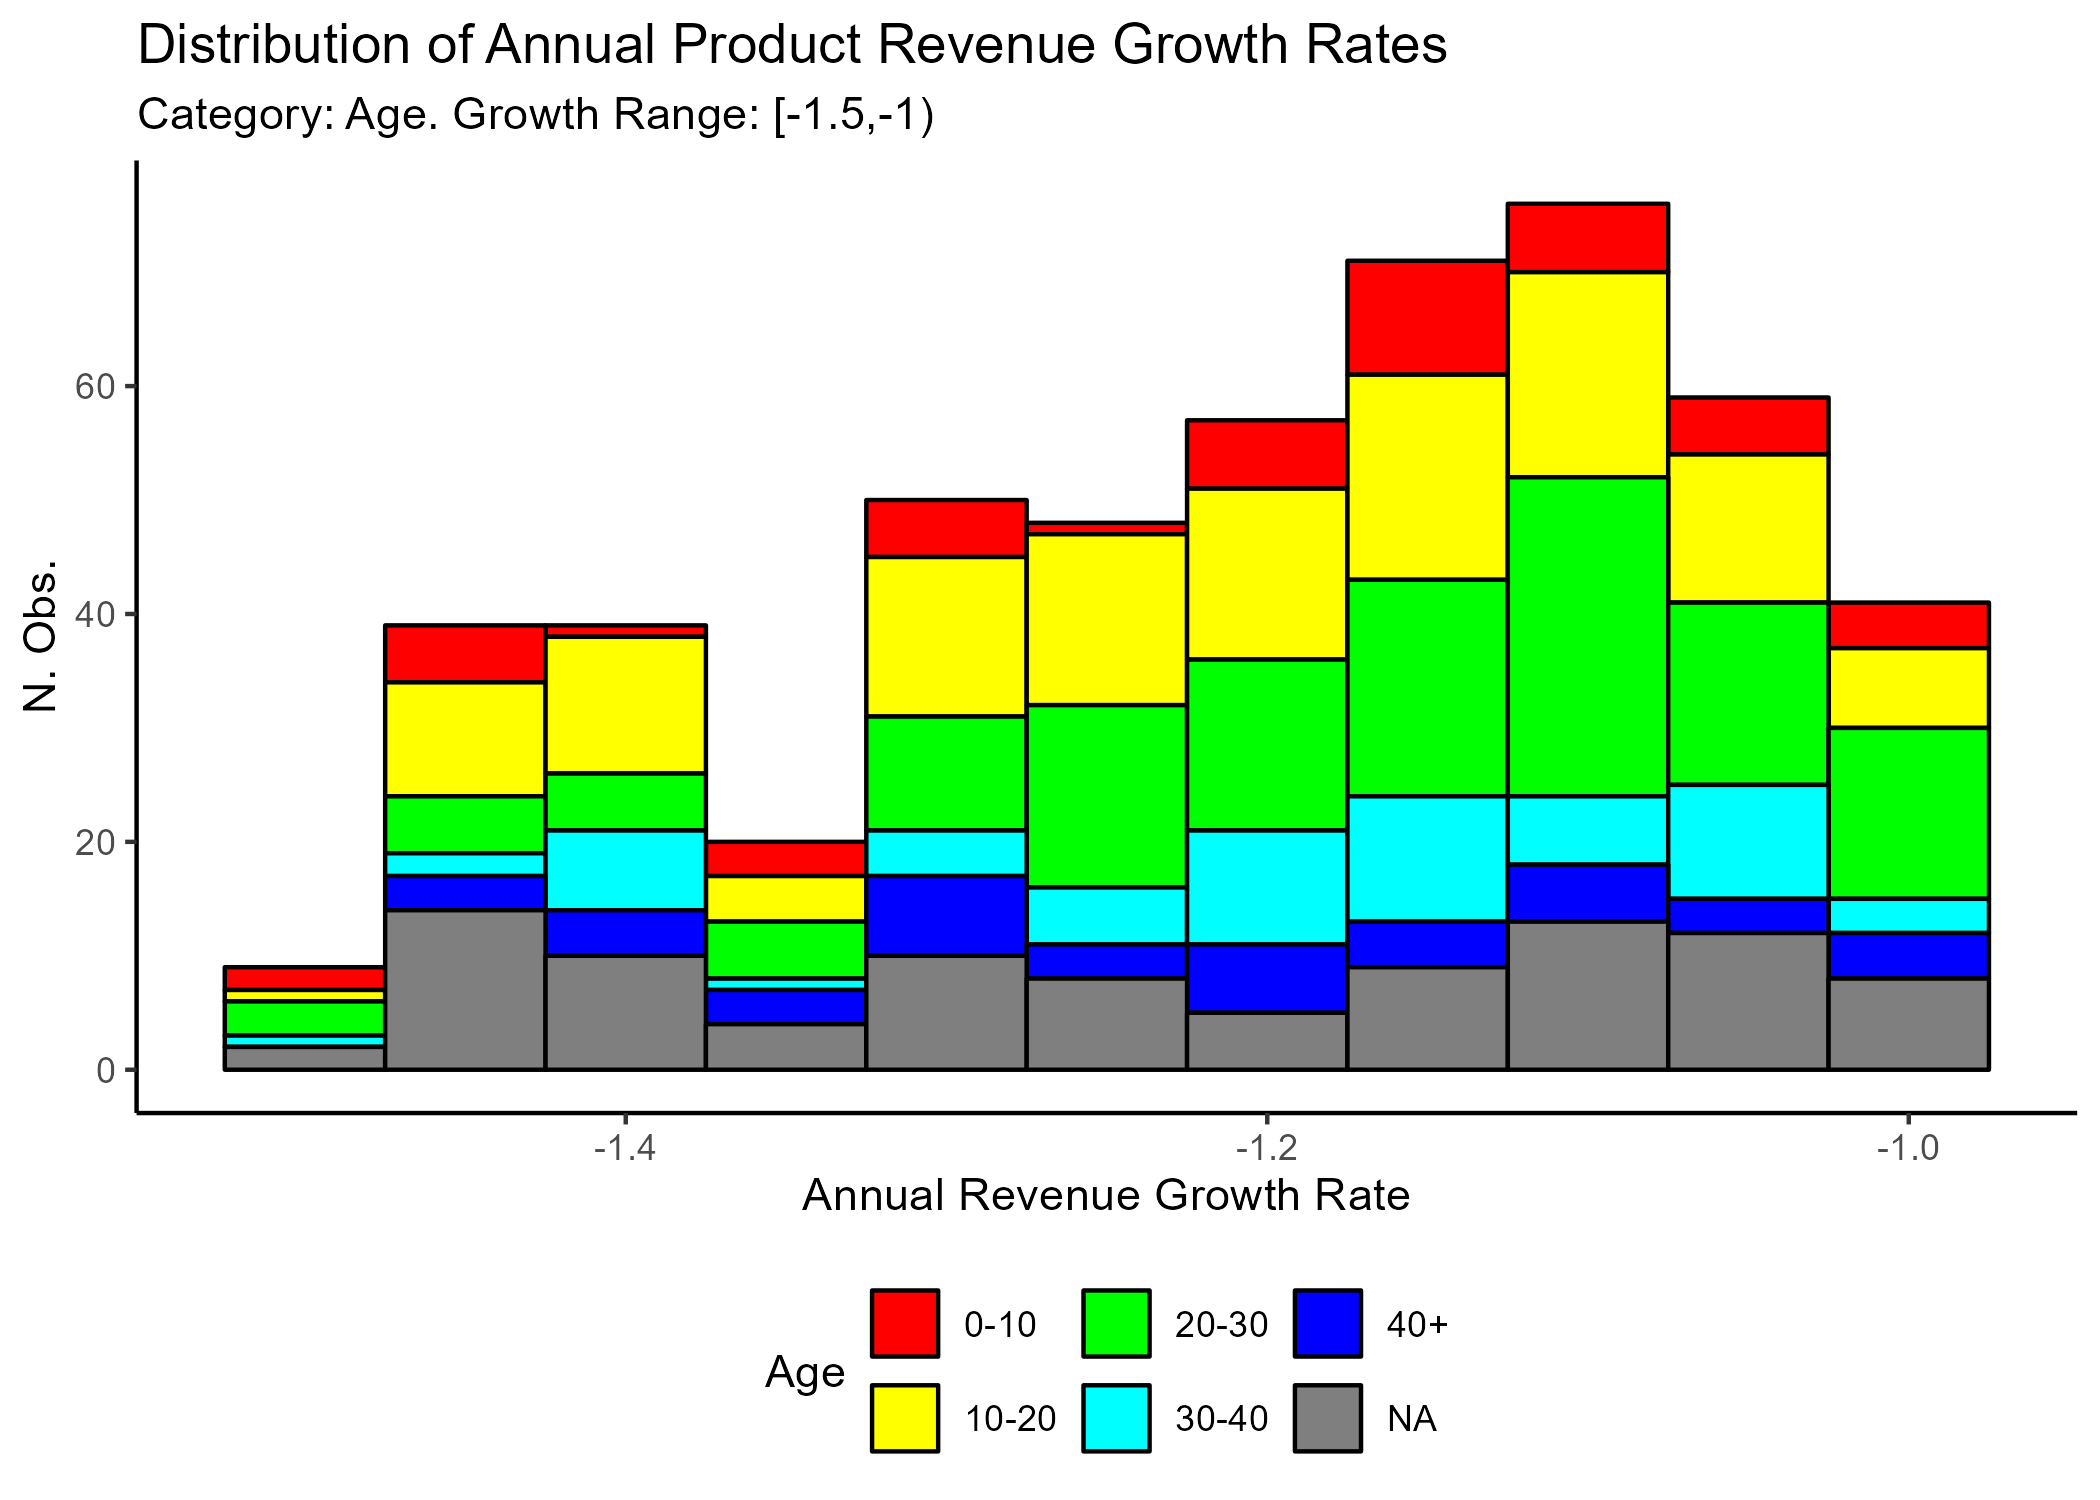 Distribution of Annual Product Revenue Growth Rates
Category: Age. Growth Range: [-1.5,-1)
N. Obs.
60
40
20
0
-1.4 -1.2 -1.0
Annual Revenue Growth Rate
Age
0-10 20-30 40+
10-20 30-40 NA